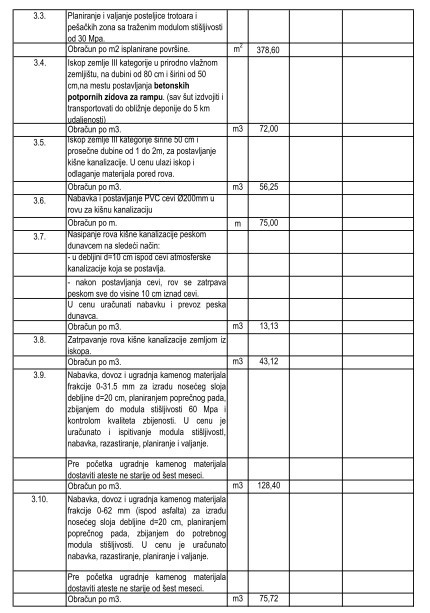 3.3. Planiranje i valjanje posteljice trotoara i
pešačkih zona sa traženim modulom stišljivosti
od 30 Mpa.
Obračun po m2 isplanirane površine. m2 378,60
3.4. Iskop zemlje III kategorije u prirodno vlažnom
zemljištu, na dubini od 80 cm i širini od 50
cm,na mestu postavljanja betonskih
potpornih zidova za rampu. (sav šut izdvojiti i
transportovati do obližnje deponije do 5 km
udaljenosti)
Obračun po m3. m3 72,00
3.5. Iskop zemlje III kategorije širine 50 cm i
prosečne dubine od 1 do 2m, za postavljanje
kišne kanalizacije. U cenu ulazi iskop i
odlaganje materijala pored rova.
Obračun po m3. m3 56,25
3.6. Nabavka i postavljanje PVC cevi Ø200mm u
rovu za kišnu kanalizaciju
Obračun po m. m 75,00
3.7. Nasipanje rova kišne kanalizacije peskom
dunavcem na sledeći način:
- u debljini d=10 cm ispod cevi atmosferske
kanalizacije koja se postavlja.
- nakon postavljanja cevi, rov se zatrpava
peskom sve do visine 10 cm iznad cevi.
U cenu uračunati nabavku i prevoz peska
dunavca.
Obračun po m3. m3 13,13
3.8. Zatrpavanje rova kišne kanalizacije zemljom iz
iskopa.
Obračun po m3. m3 43,12
3.9. Nabavka, dovoz i ugradnja kamenog materijala
frakcije 0-31.5 mm za izradu nosećeg sloja
debljine d=20 cm, planiranjem poprečnog pada,
zbijanjem do modula stišljivosti 60 Mpa i
kontrolom kvaliteta zbijenosti. U cenu je
uračunato i ispitivanje modula stišljivostI,
nabavka, razastiranje, planiranje i valjanje.
Pre početka ugradnje kamenog materijala
dostaviti ateste ne starije od šest meseci.
Obračun po m3. m3 128,40
3.10. Nabavka, dovoz i ugradnja kamenog materijala
frakcije 0-62 mm (ispod asfalta) za izradu
nosećeg sloja debljine d=20 cm, planiranjem
poprečnog pada, zbijanjem do potrebnog
modula stišljivosti. U cenu je uračunato
nabavka, razastiranje, planiranje i valjanje.
Pre početka ugradnje kamenog materijala
dostaviti ateste ne starije od šest meseci.
Obračun po m3. m3 75,72